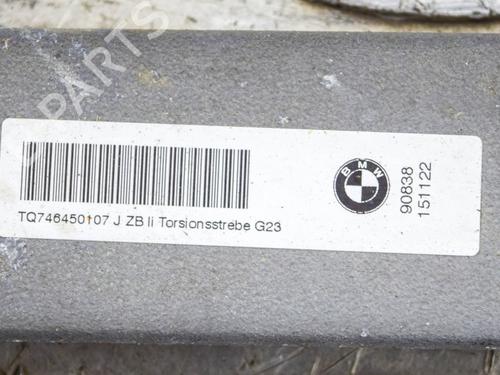 PARTS
BMW
90838
151122
TQ746450107 J ZB li Torsionsstrebe G23